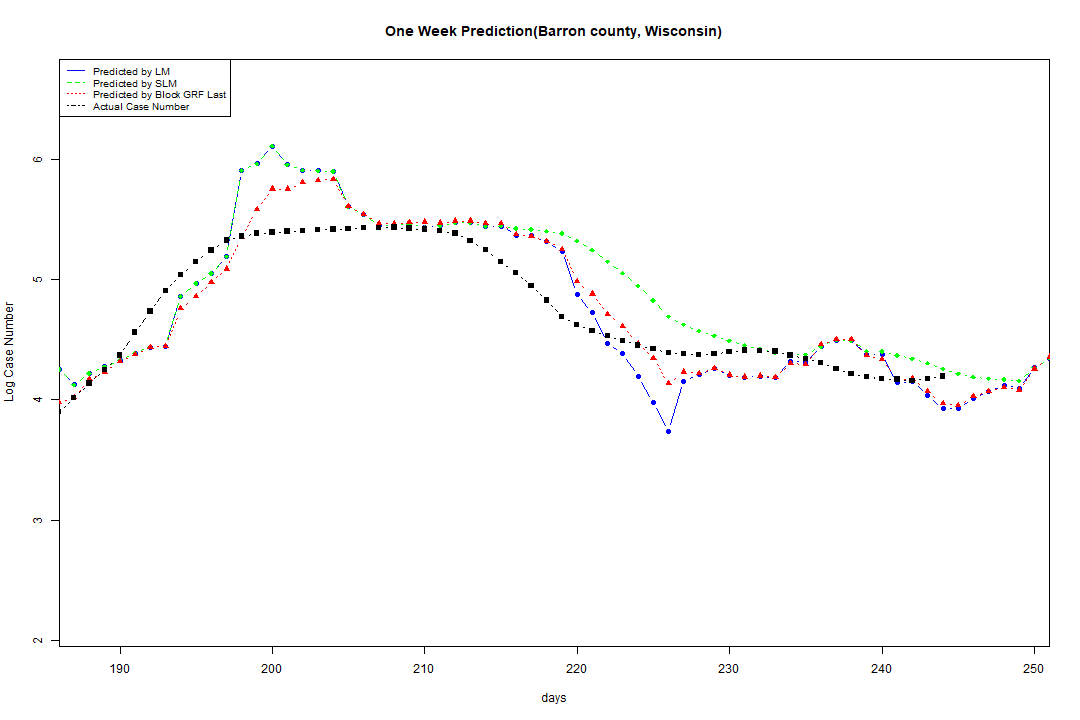 One Week Prediction(Barron county, Wisconsin)
Predicted by LM
Predicted by SLM
Predicted by Block GRF Last
Actual Case Number
Log Case Number
6
5
4
3
2
190 200 210 220 230 240 250
days